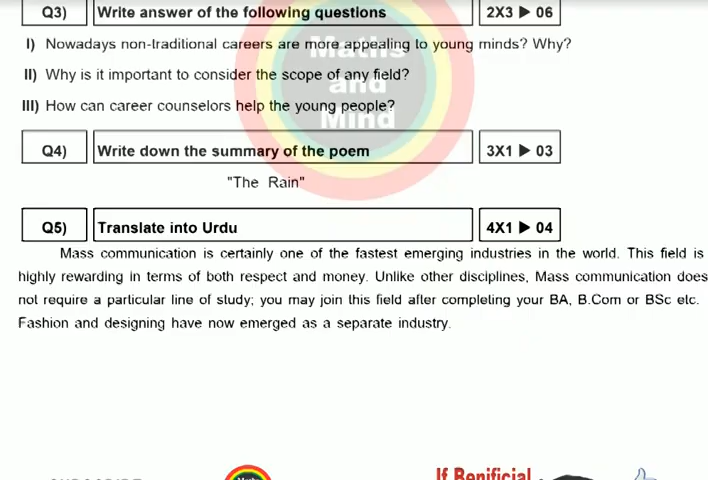 Q3) Write answer of the following questions 2X3 ▶ 06
I) Nowadays non-traditional careers are more appealing to young minds? Why?
II) Why is it important to consider the scope of any field?
III) How can career counselors help the young people?
Maths
and
Mind
Q4) Write down the summary of the poem 3X1 ▶ 03
"The Rain"
Q5) Translate into Urdu 4X1 ▶ 04
Mass communication is certainly one of the fastest emerging industries in the world. This field is
highly rewarding in terms of both respect and money. Unlike other disciplines, Mass communication does
not require a particular line of study; you may join this field after completing your BA, B.Com or BSc etc.
Fashion and designing have now emerged as a separate industry.
If Benificial